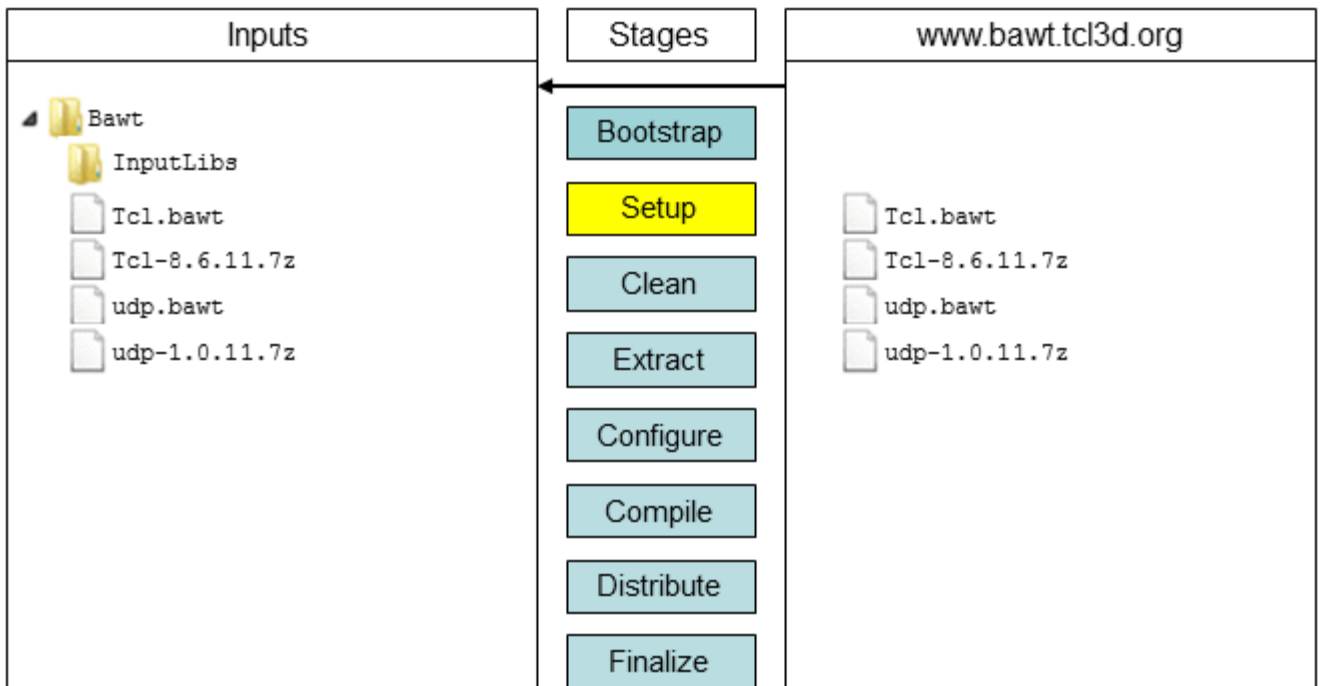 Inputs
Bawt
InputLibs
Tcl.bawt
Tcl-8.6.11.7z
udp.bawt
udp-1.0.11.7z
Stages
Bootstrap
Setup
Clean
Extract
Configure
Compile
Distribute
Finalize
www.bawt.tcl3d.org
Tcl.bawt
Tcl-8.6.11.7z
udp.bawt
udp-1.0.11.7z